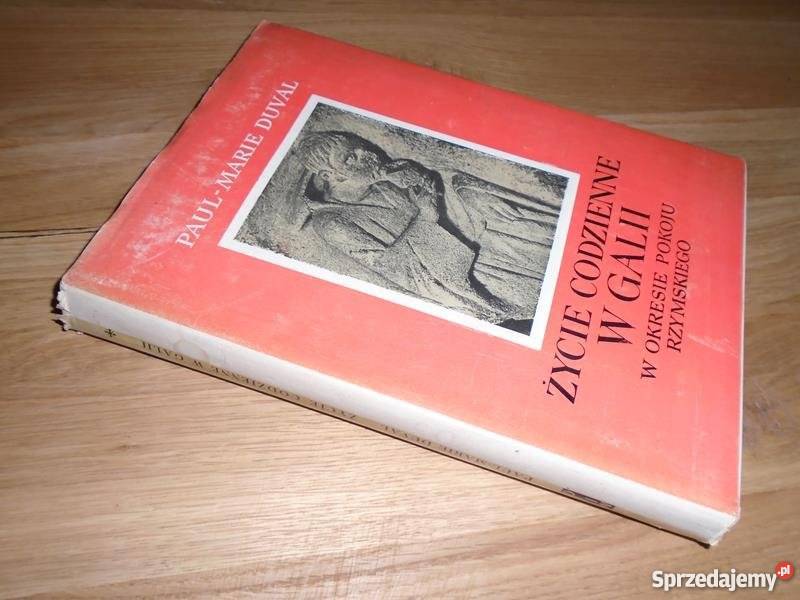 PAUL-MARIE DUVAL
ŻYCIE CODZIENNE
W GALII
W OKRESIE POKOJU
RZYMSKIEGO
PAUL-MARIE DUVAL ŻYCIE CODZIENNE W GALII *
Sprzedajemy.pl